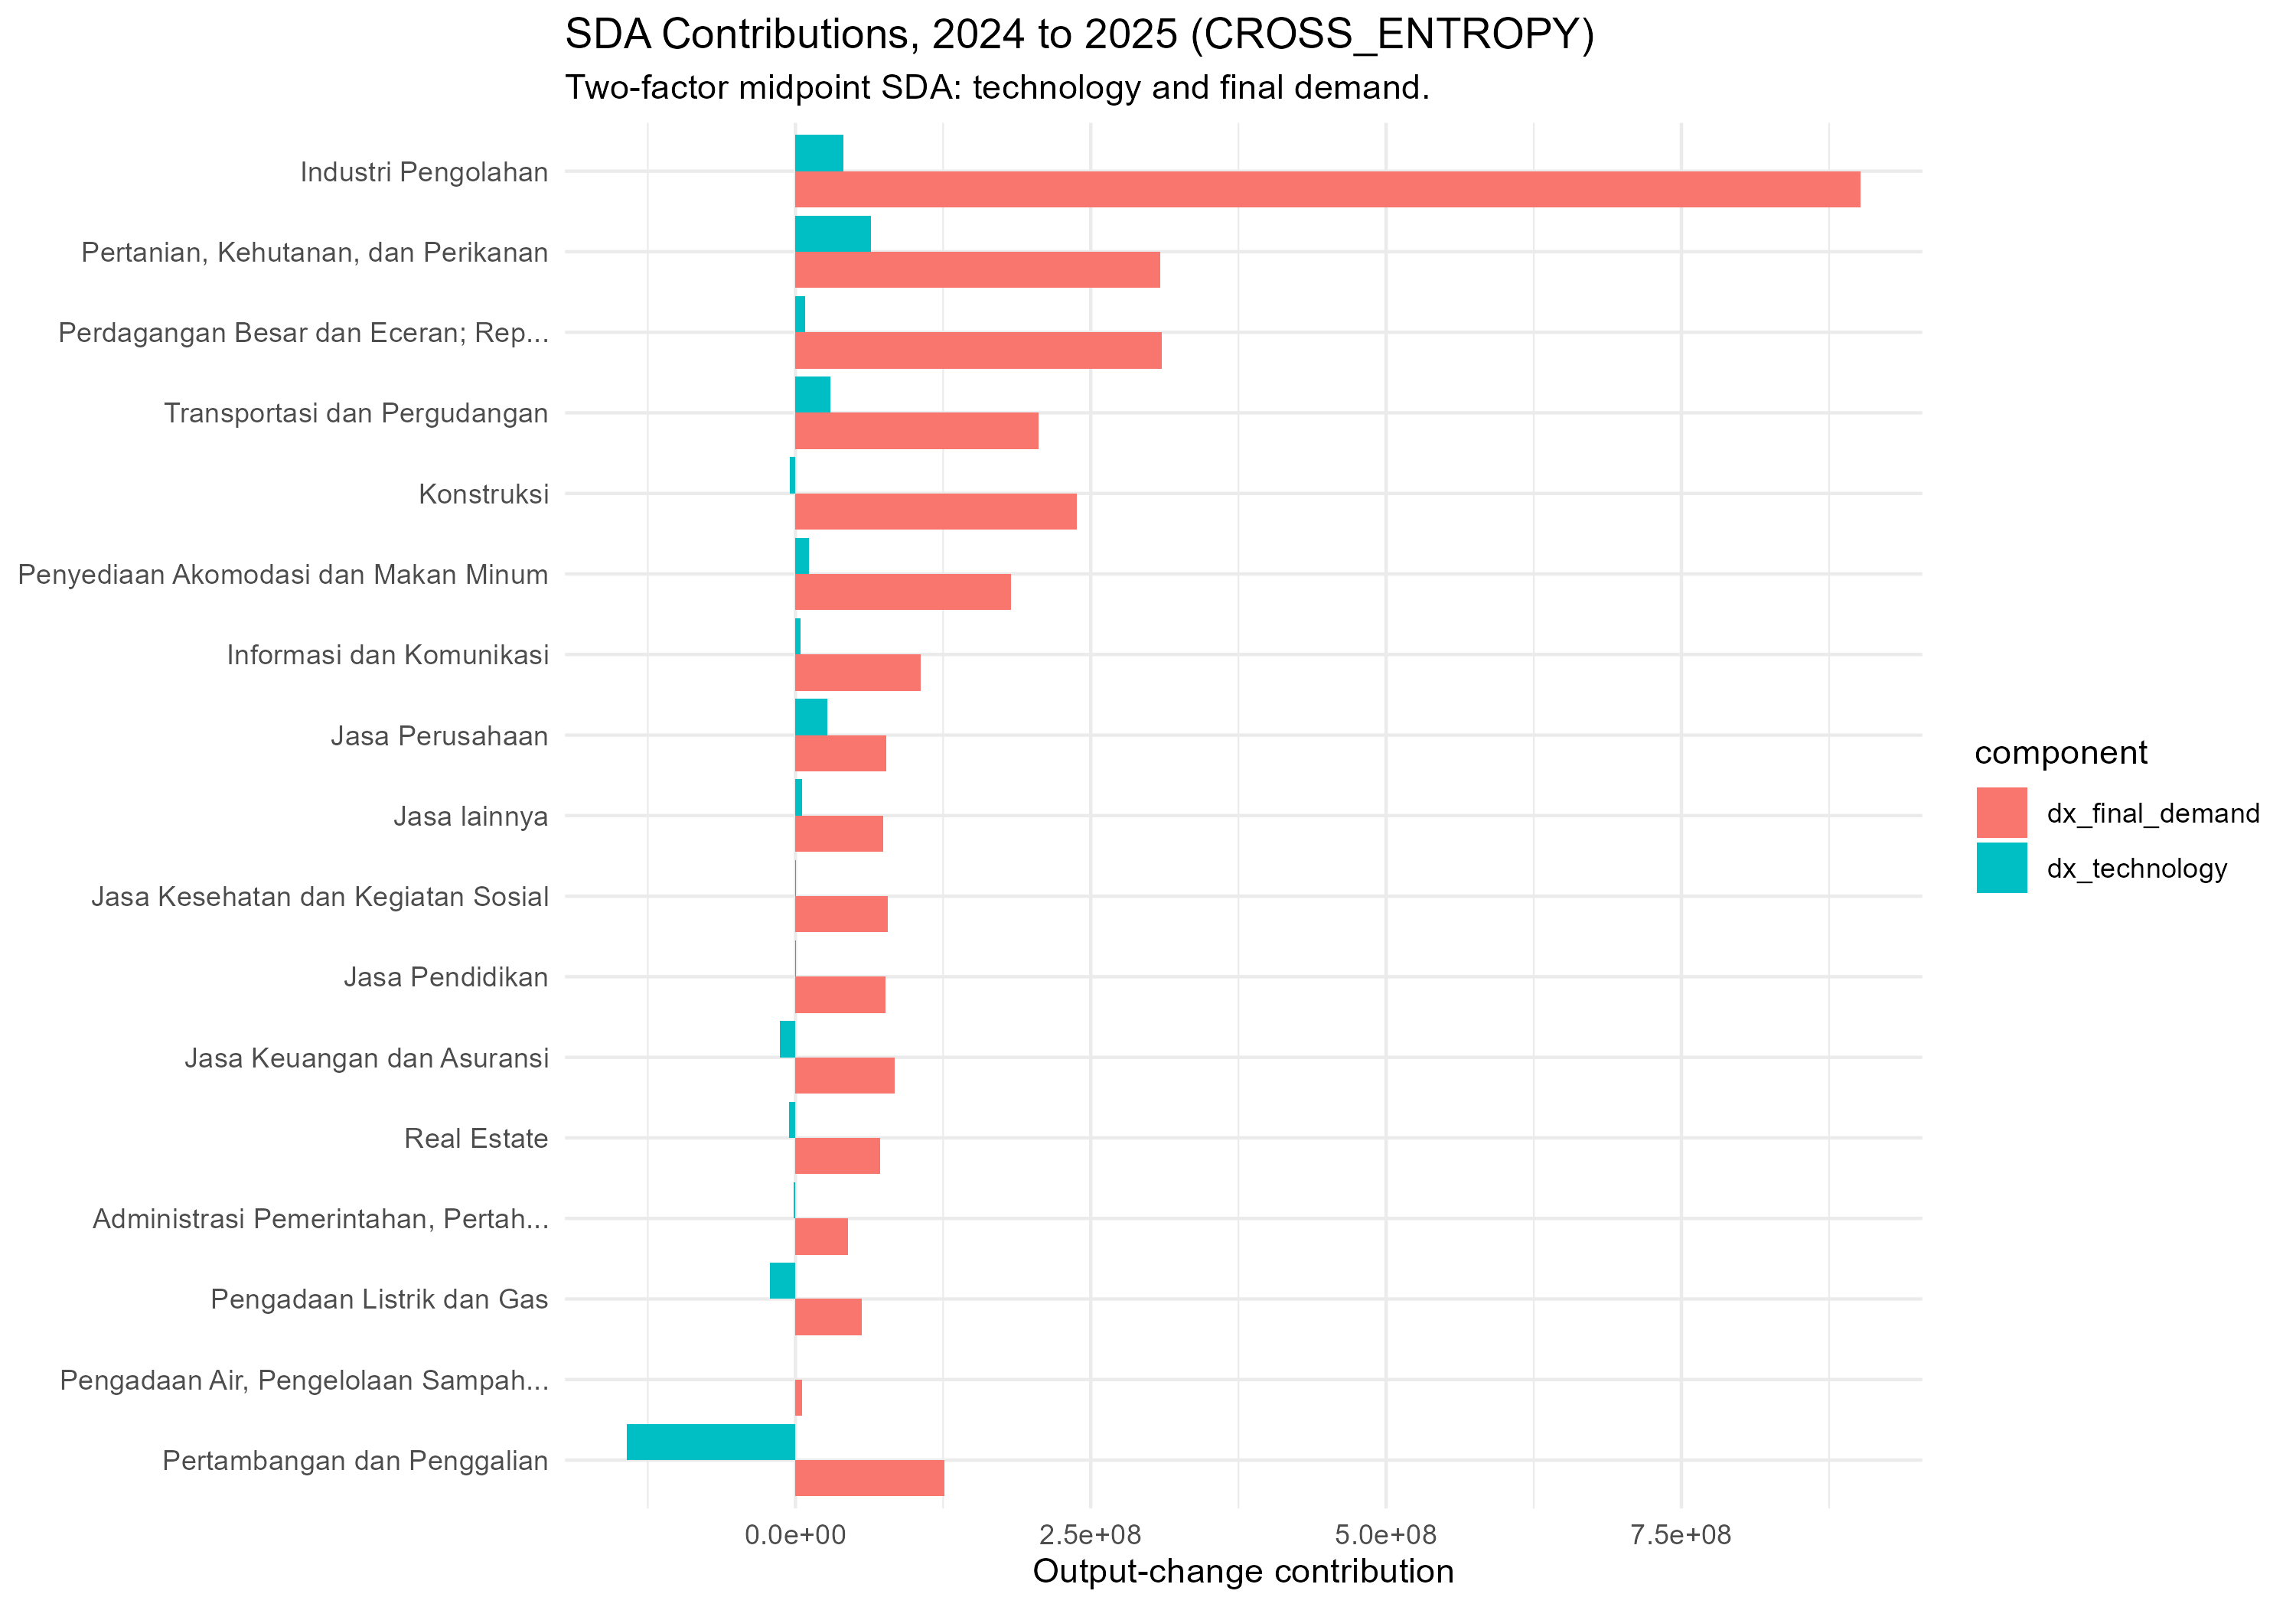 SDA Contributions, 2024 to 2025 (CROSS_ENTROPY)
Two-factor midpoint SDA: technology and final demand.
Industri Pengolahan
Pertanian, Kehutanan, dan Perikanan
Perdagangan Besar dan Eceran; Rep...
Transportasi dan Pergudangan
Konstruksi
Penyediaan Akomodasi dan Makan Minum
Informasi dan Komunikasi
Jasa Perusahaan
Jasa lainnya
Jasa Kesehatan dan Kegiatan Sosial
Jasa Pendidikan
Jasa Keuangan dan Asuransi
Real Estate
Administrasi Pemerintahan, Pertah...
Pengadaan Listrik dan Gas
Pengadaan Air, Pengelolaan Sampah...
Pertambangan dan Penggalian
0.0e+00 2.5e+08 5.0e+08 7.5e+08
Output-change contribution
component
dx_final_demand
dx_technology